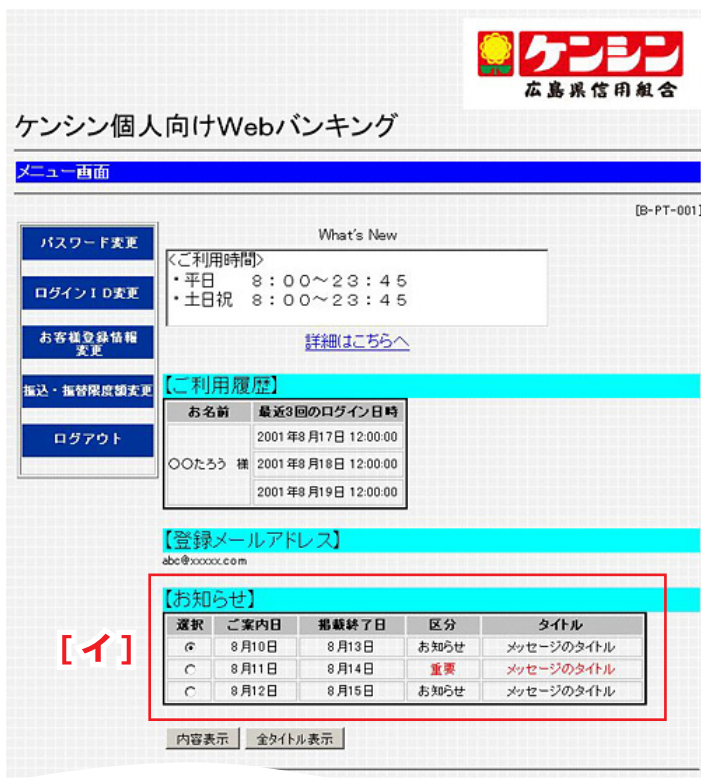 ケンシン
広島県信用組合
ケンシン個人向けWebバンキング
メニュー画面
[B-PT-001]
パスワード変更
ログインID変更
お客様登録情報
変更
振込・振替限度額変更
ログアウト
What's New
<ご利用時間>
・平日　８：００～２３：４５
・土日祝　８：００～２３：４５
詳細はこちらへ
【ご利用履歴】
お名前 最近3回のログイン日時
〇〇たろう 様
2001年8月17日 12:00:00
2001年8月18日 12:00:00
2001年8月19日 12:00:00
【登録メールアドレス】
abc@xxxxx.com
[イ]
【お知らせ】
選択 ご案内日 掲載終了日 区分 タイトル
8月10日 8月13日 お知らせ メッセージのタイトル
8月11日 8月14日 重要 メッセージのタイトル
8月12日 8月15日 お知らせ メッセージのタイトル
内容表示 全タイトル表示